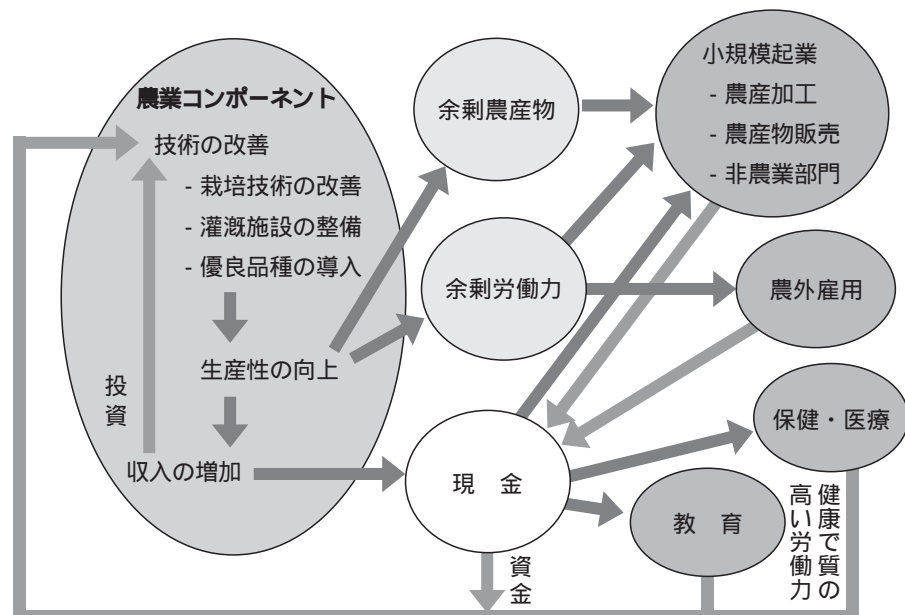 農業コンポーネント
技術の改善
- 栽培技術の改善
- 灌漑施設の整備
- 優良品種の導入
生産性の向上
投資
収入の増加
余剰農産物
余剰労働力
現 金
資金
小規模起業
- 農産加工
- 農産物販売
- 非農業部門
農外雇用
保健・医療
教 育
健康で質の
高い労働力